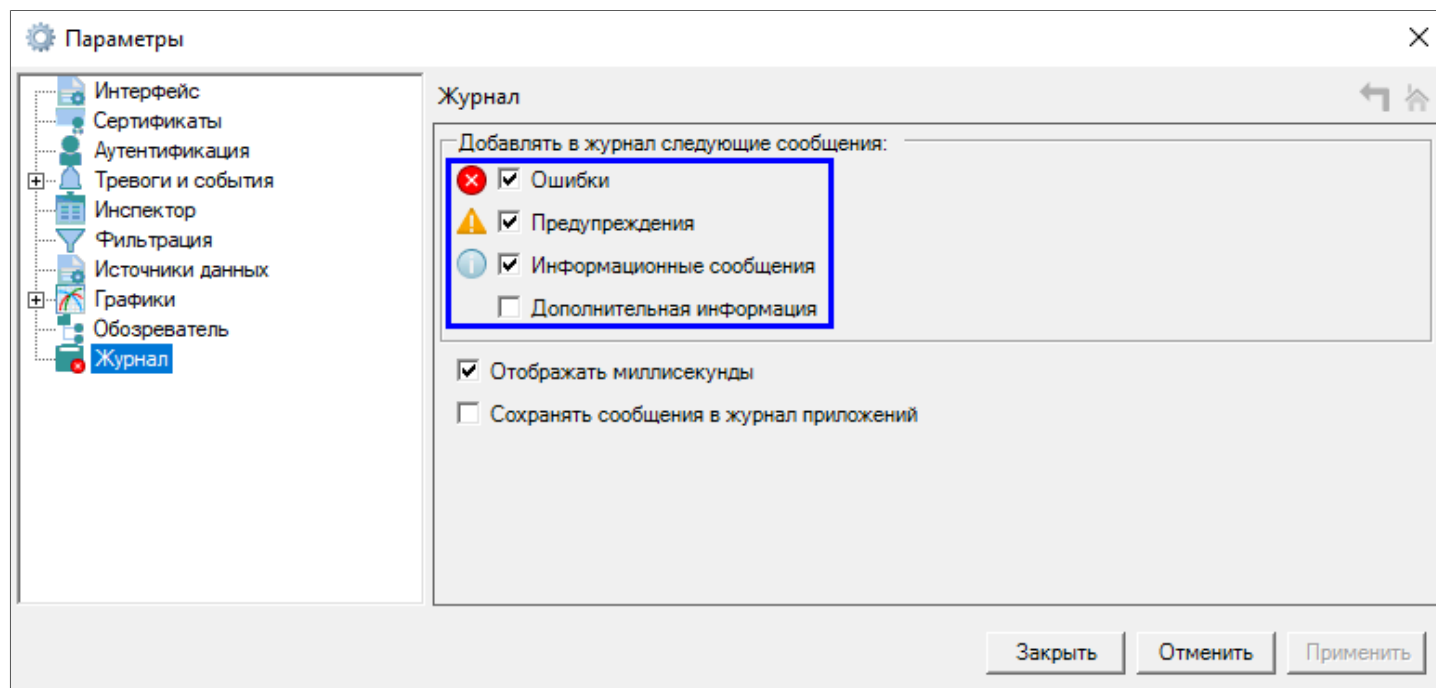 Параметры
Интерфейс
Сертификаты
Аутентификация
Тревоги и события
Инспектор
Фильтрация
Источники данных
Графики
Обозреватель
Журнал
Журнал
Добавлять в журнал следующие сообщения:
Ошибки
Предупреждения
Информационные сообщения
Дополнительная информация
Отображать миллисекунды
Сохранять сообщения в журнал приложений
Закрыть
Отменить
Применить